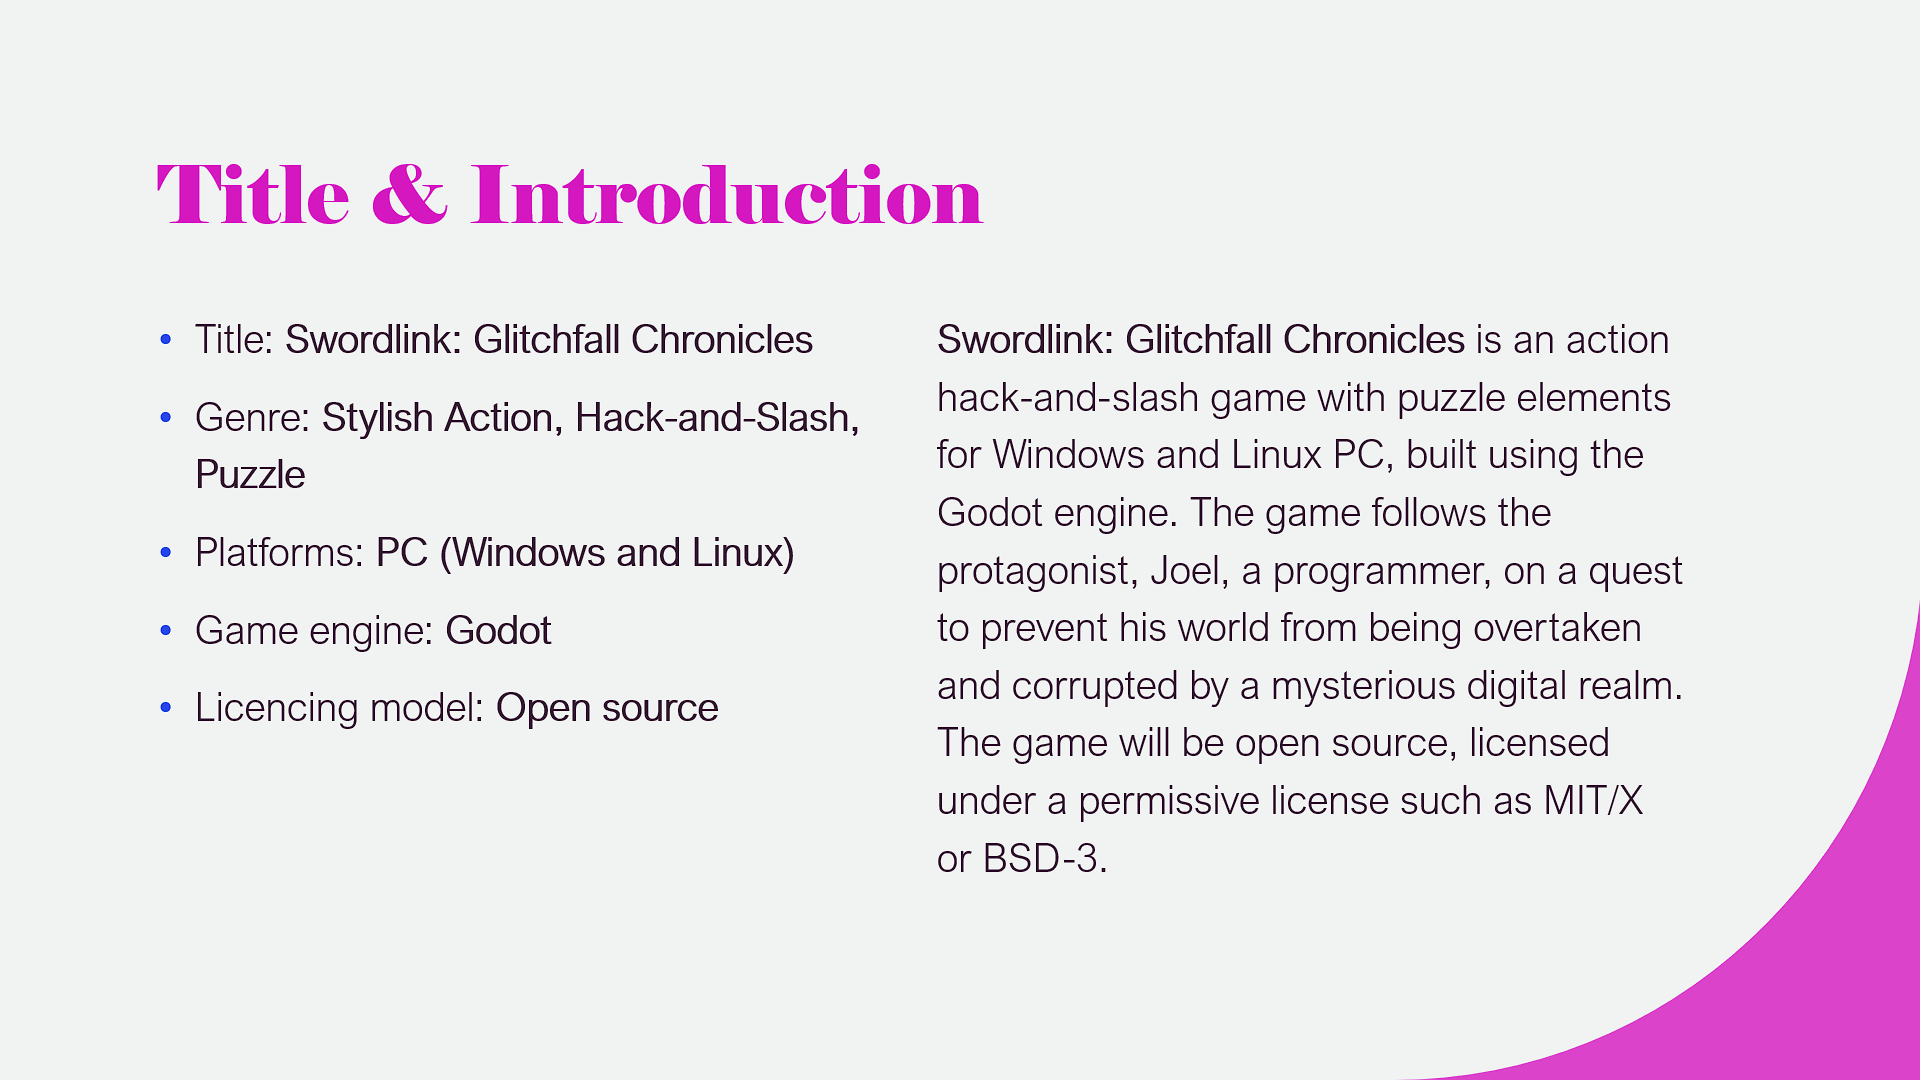 Title & Introduction
• Title: Swordlink: Glitchfall Chronicles
• Genre: Stylish Action, Hack-and-Slash,
Puzzle
• Platforms: PC (Windows and Linux)
• Game engine: Godot
• Licencing model: Open source
Swordlink: Glitchfall Chronicles is an action
hack-and-slash game with puzzle elements
for Windows and Linux PC, built using the
Godot engine. The game follows the
protagonist, Joel, a programmer, on a quest
to prevent his world from being overtaken
and corrupted by a mysterious digital realm.
The game will be open source, licensed
under a permissive license such as MIT/X
or BSD-3.